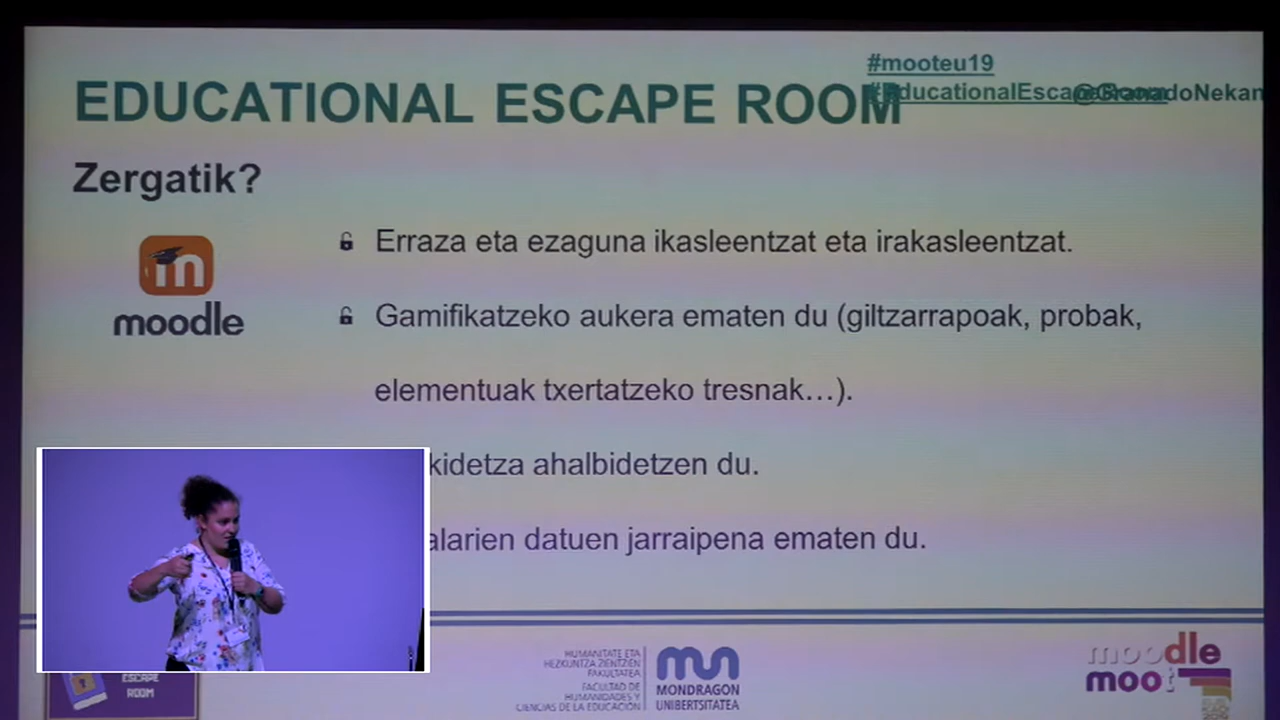 #mooteu19
EDUCATIONAL ESCAPE ROOM
Zergatik?
moodle
Erraza eta ezaguna ikasleentzat eta irakasleentzat.
Gamifikatzeko aukera ematen du (giltzarrapoak, probak,
elementuak txertatzeko tresnak…).
ahalbidetzen du.
datuen jarraipena ematen du.
ESCAPE
ROOM
HUMANITATE ETA
HEZKUNTZA ZIENTZIEN
FAKULTATEA
FACULTAD DE
HUMANIDADES Y
CIENCIAS DE LA EDUCACIÓN
MONDRAGON
UNIBERTSITATEA
moodle
moot